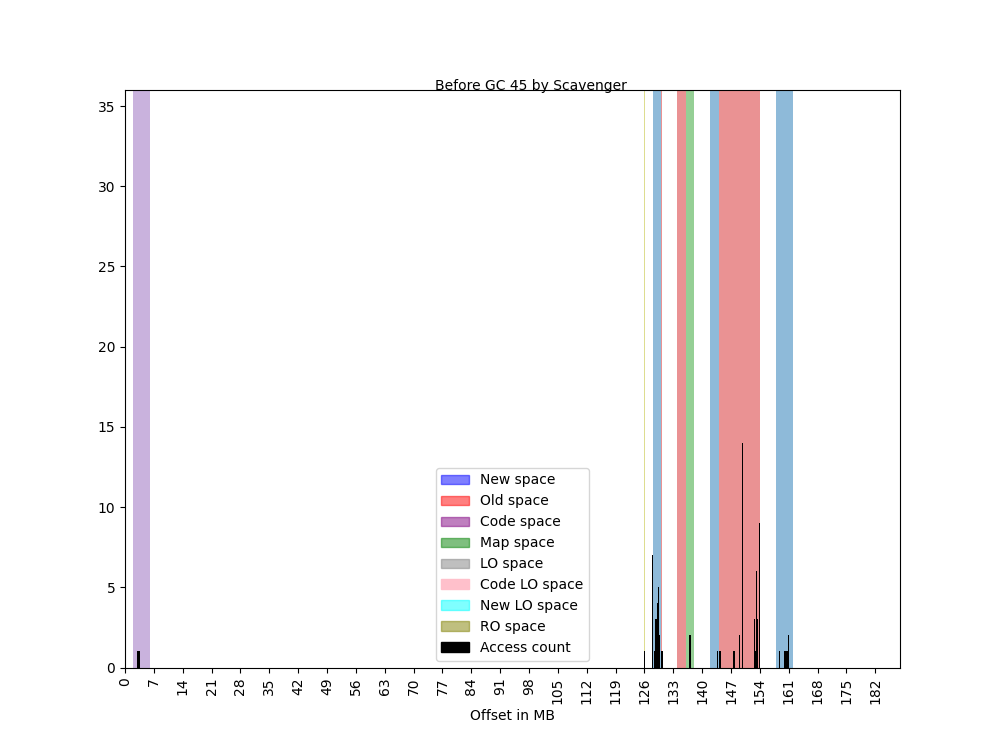 Before GC 45 by Scavenger
35
30
25
20
15
10
5
0
New space
Old space
Code space
Map space
LO space
Code LO space
New LO space
RO space
Access count
0 7 14 21 28 35 42 49 56 63 70 77 84 91 98 105 112 119 126 133 140 147 154 161 168 175 182
Offset in MB